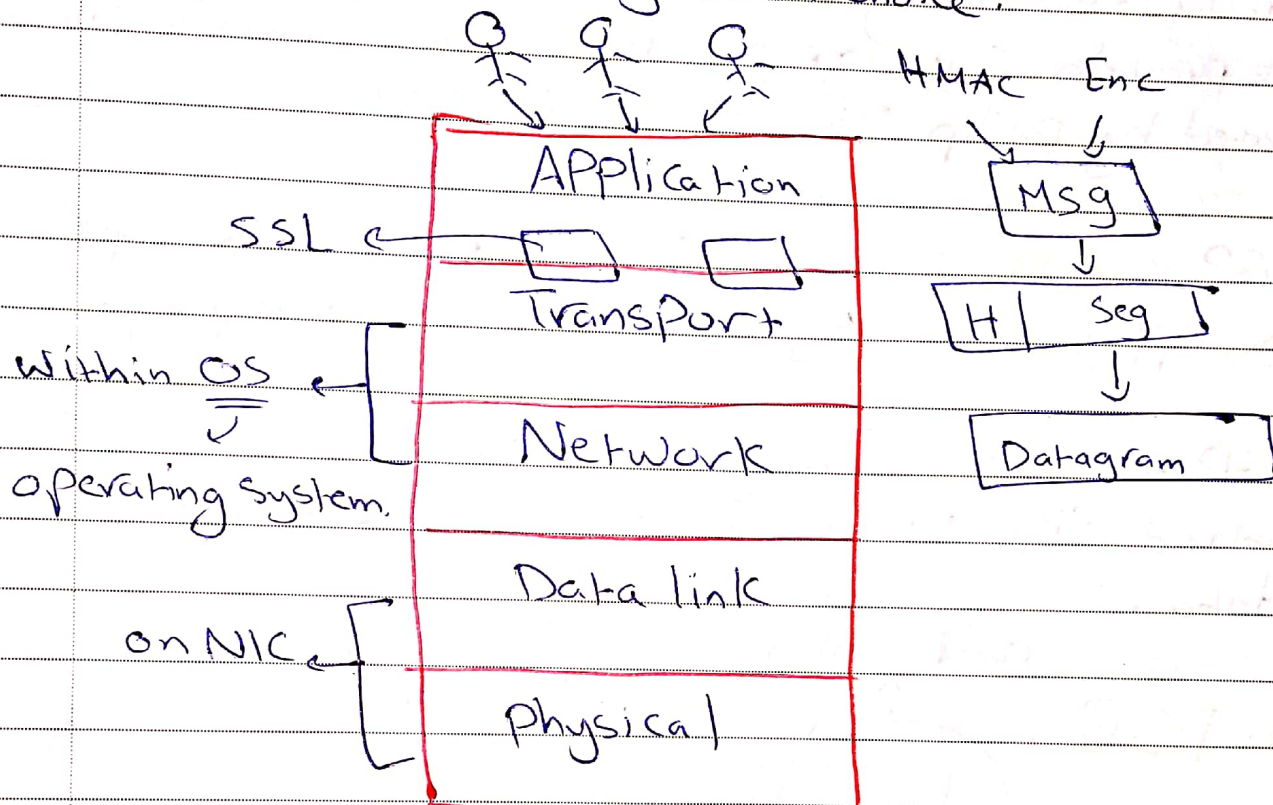 HMAC Enc
APPlication
Msg
SSL
Transport
H Seg
Within OS
Network
Datagram
operating system.
Data link
on NIC
Physical